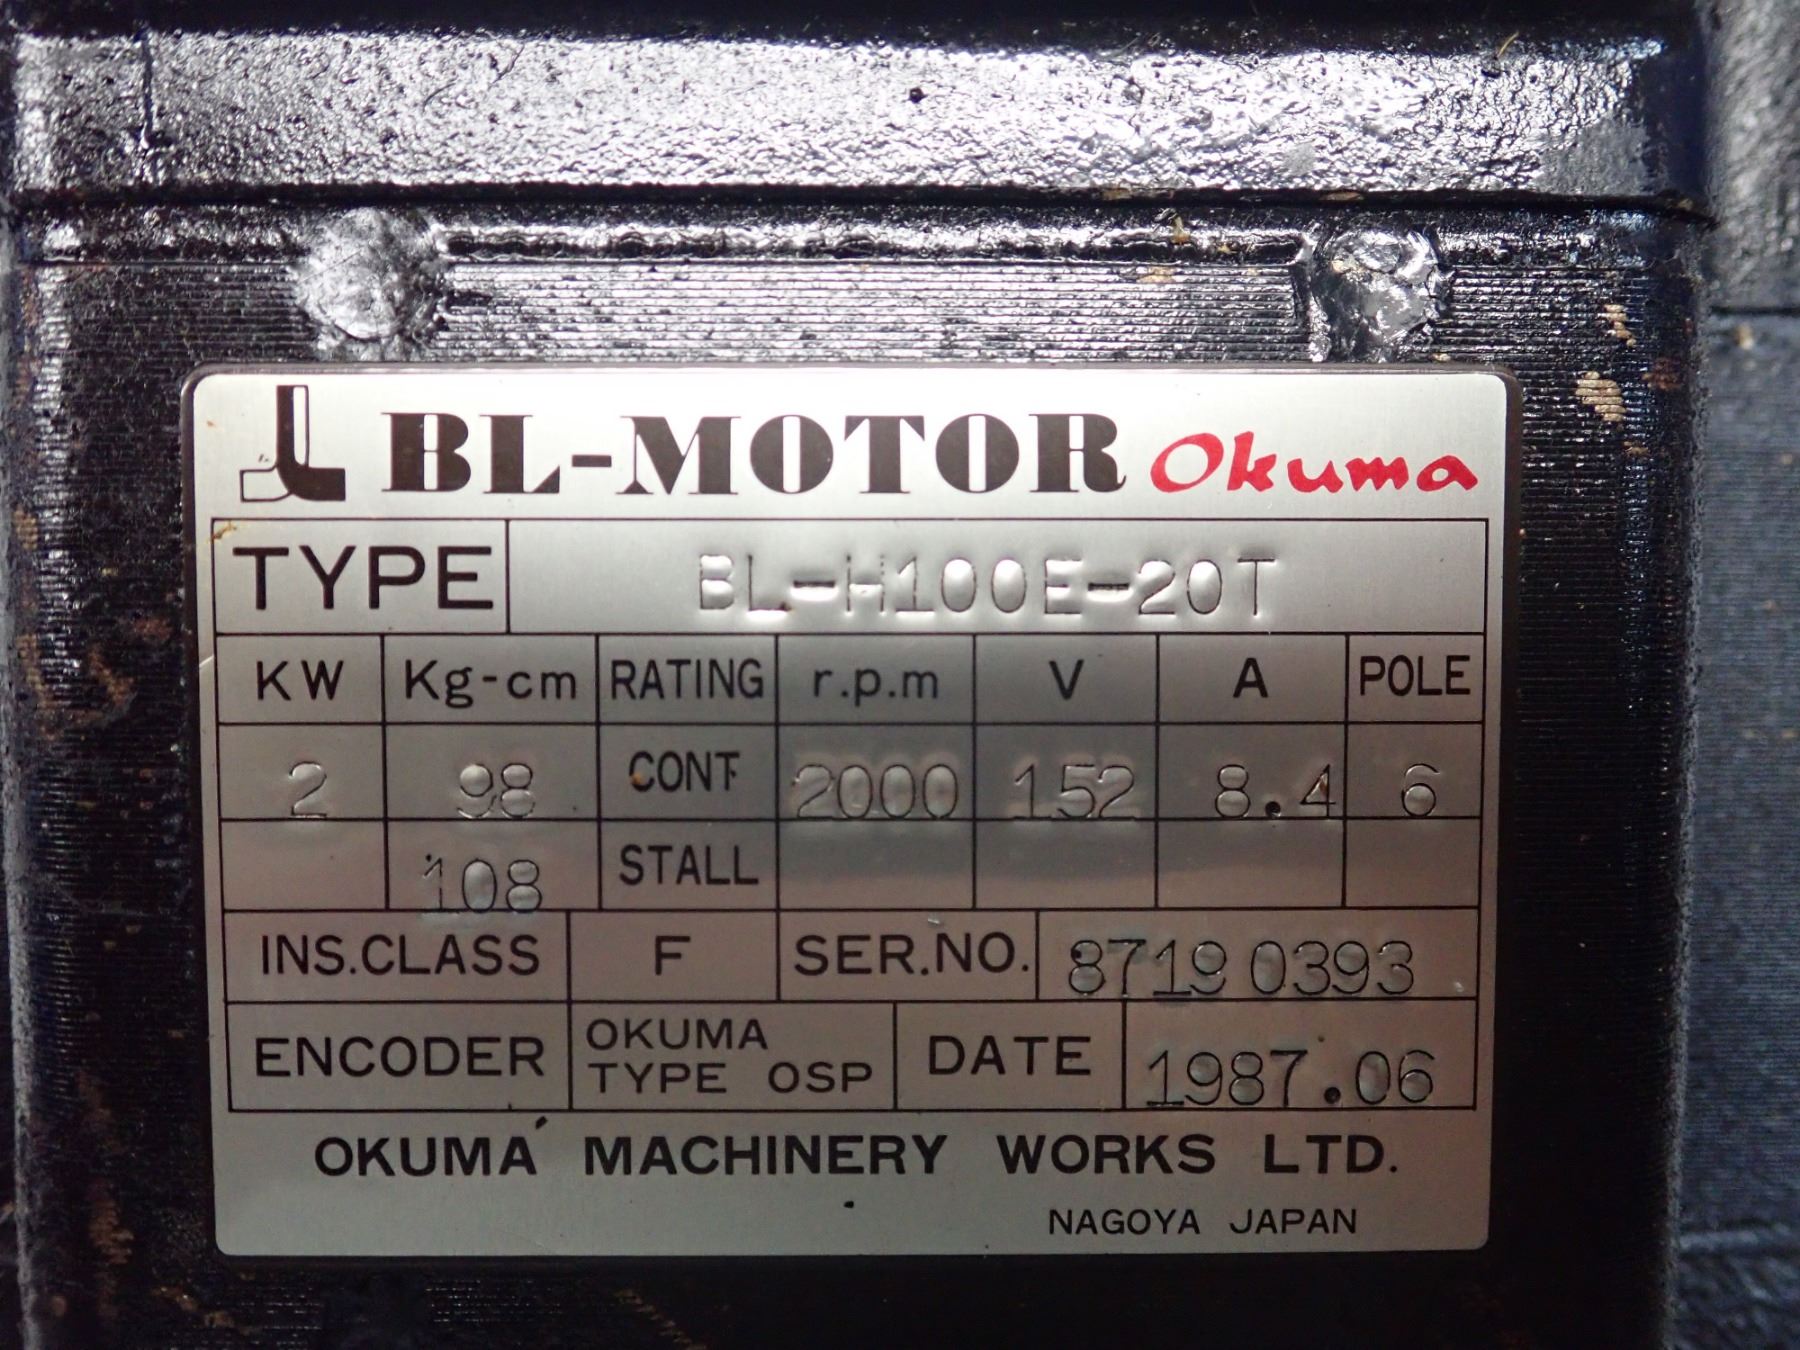 BL-MOTOR Okuma
TYPE BL-H100E-20T
KW Kg-cm RATING r.p.m V A POLE
2 98 CONT 2000 152 8.4 6
108 STALL
INS.CLASS F SER.NO. 8719 0393
ENCODER OKUMA TYPE OSP DATE 1987.06
OKUMA MACHINERY WORKS LTD.
NAGOYA JAPAN